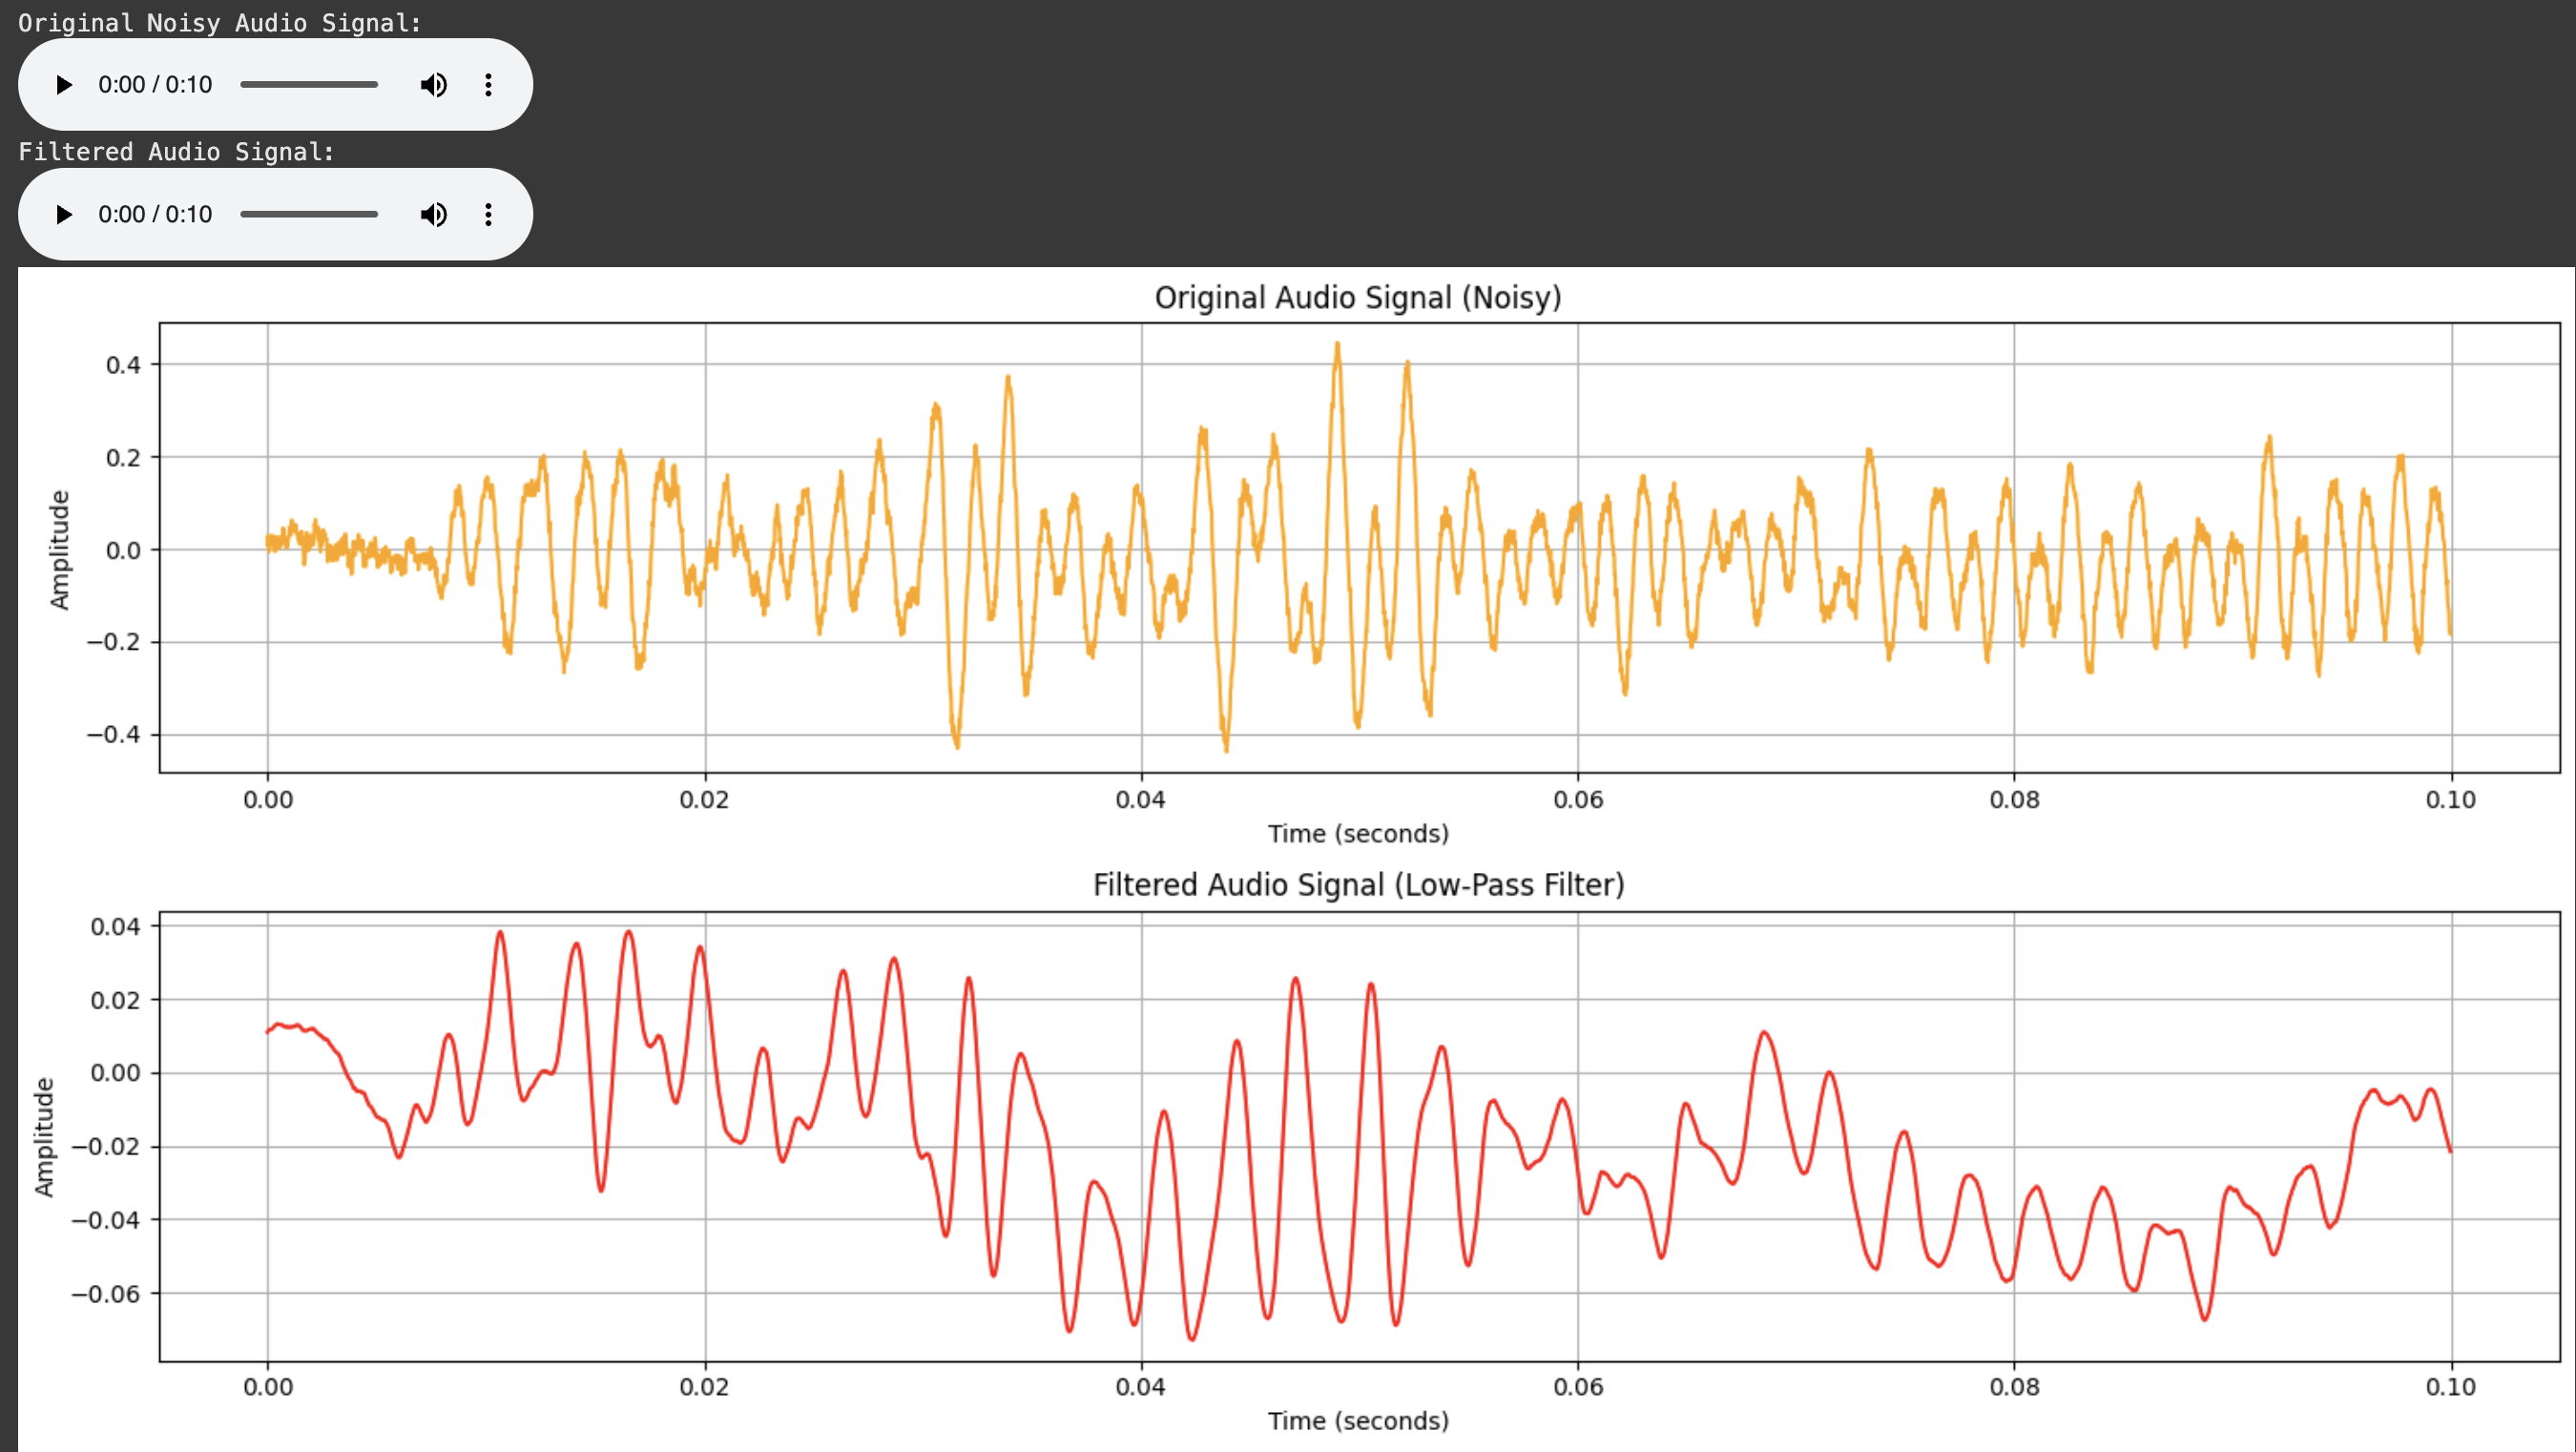 Original Noisy Audio Signal:
0:00 / 0:10
Filtered Audio Signal:
0:00 / 0:10
Original Audio Signal (Noisy)
Amplitude
0.4
0.2
0.0
−0.2
−0.4
0.00 0.02 0.04 0.06 0.08 0.10
Time (seconds)
Filtered Audio Signal (Low-Pass Filter)
Amplitude
0.04
0.02
0.00
−0.02
−0.04
−0.06
0.00 0.02 0.04 0.06 0.08 0.10
Time (seconds)